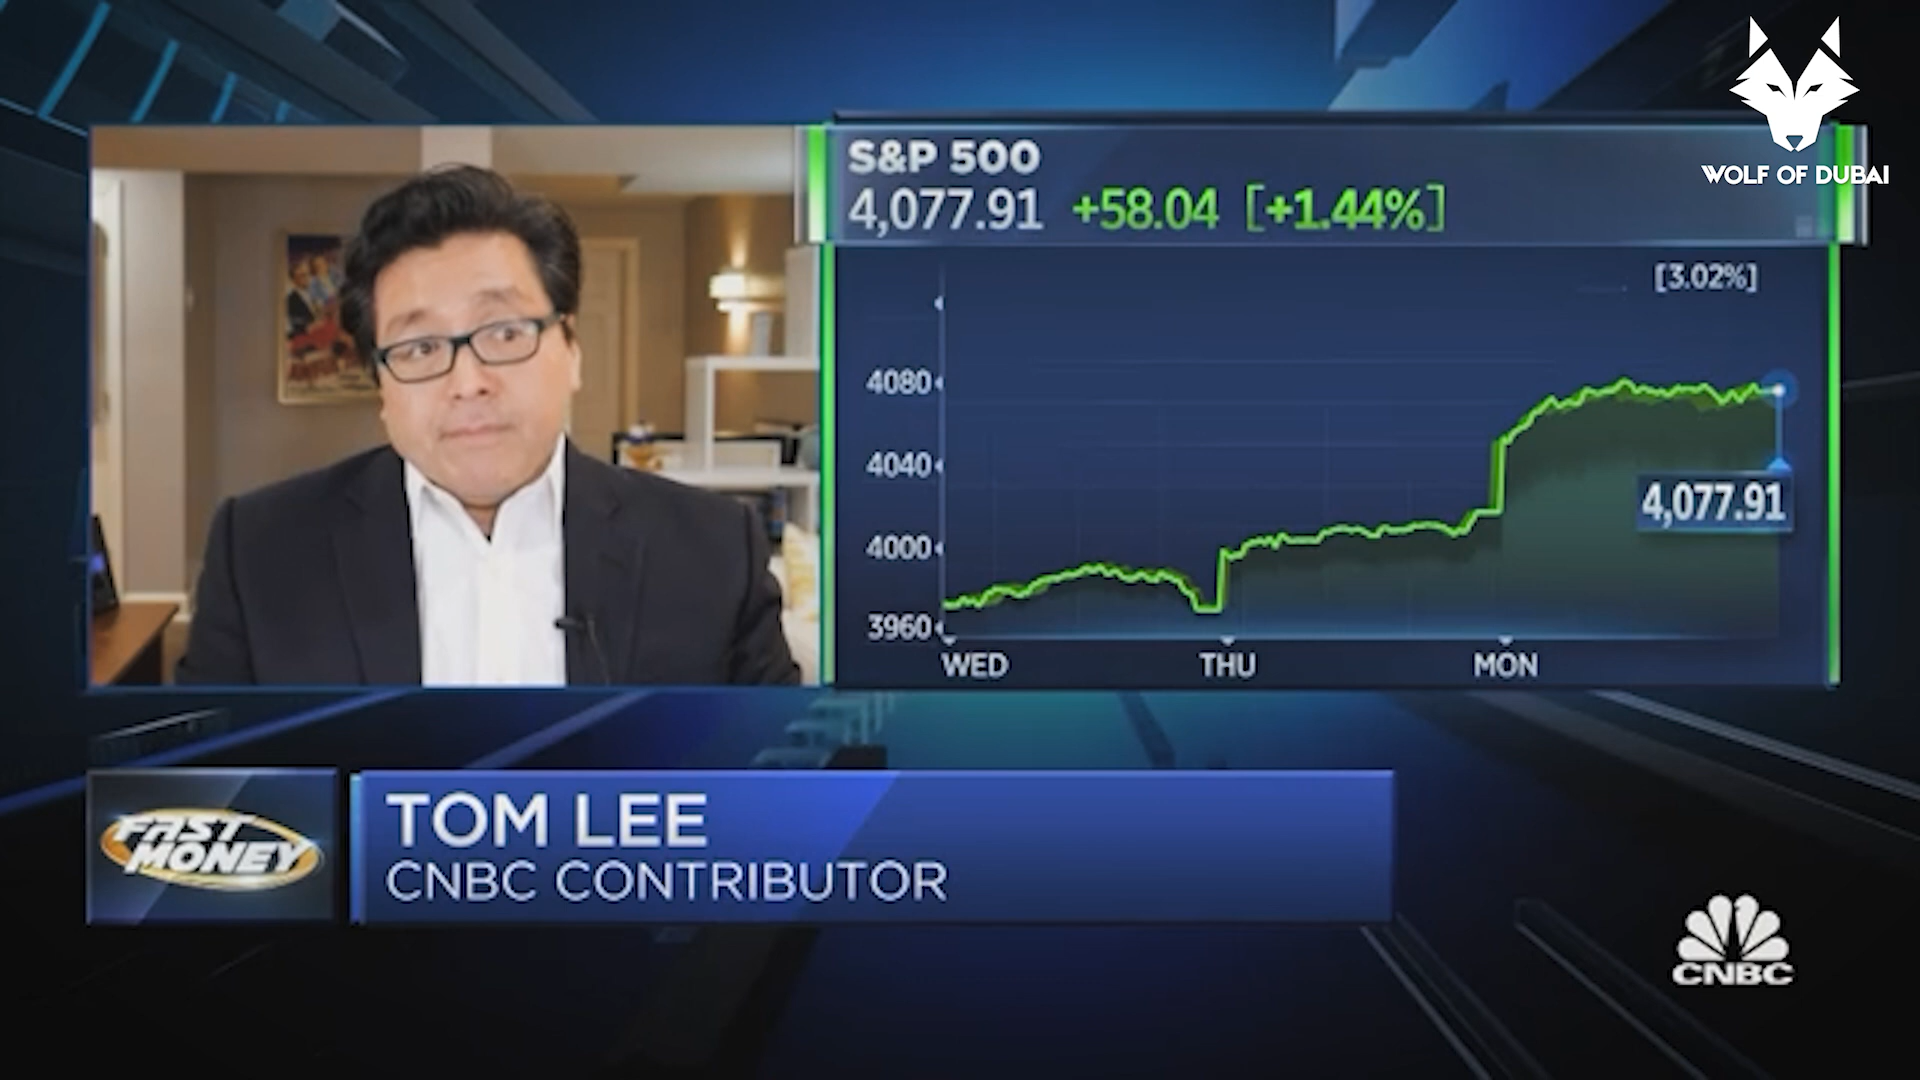 WOLF OF DUBAI
S&P 500
4,077.91 +58.04 [+1.44%]
[3.02%]
4080
4040
4000
3960
4,077.91
WED THU MON
FAST
MONEY
TOM LEE
CNBC CONTRIBUTOR
CNBC